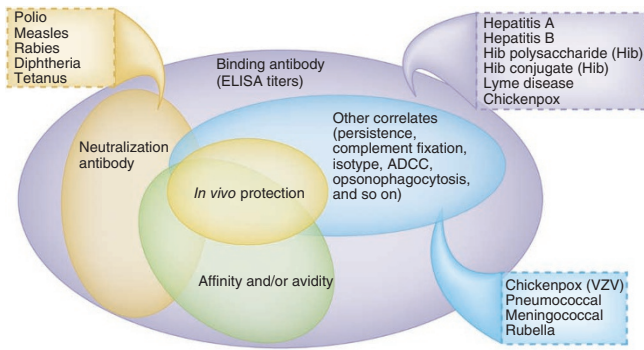 Polio
Measles
Rabies
Diphtheria
Tetanus
Hepatitis A
Hepatitis B
Hib polysaccharide (Hib)
Hib conjugate (Hib)
Lyme disease
Chickenpox
Binding antibody
(ELISA titers)
Neutralization
antibody
Other correlates
(persistence,
complement fixation,
isotype, ADCC,
opsonophagocytosis,
and so on)
In vivo protection
Affinity and/or avidity
Chickenpox (VZV)
Pneumococcal
Meningococcal
Rubella